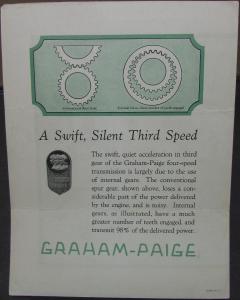 A Swift, Silent Third Speed
The swift, quiet acceleration in third
gear of the Graham-Paige four-speed
transmission is largely due to the use
of internal gears. The conventional
spur gear, shown above, loses a con-
siderable part of the power delivered
by the engine, and is noisy. Internal
gears, as illustrated, have a much
greater number of teeth engaged, and
transmit 98% of the delivered power.
GRAHAM-PAIGE